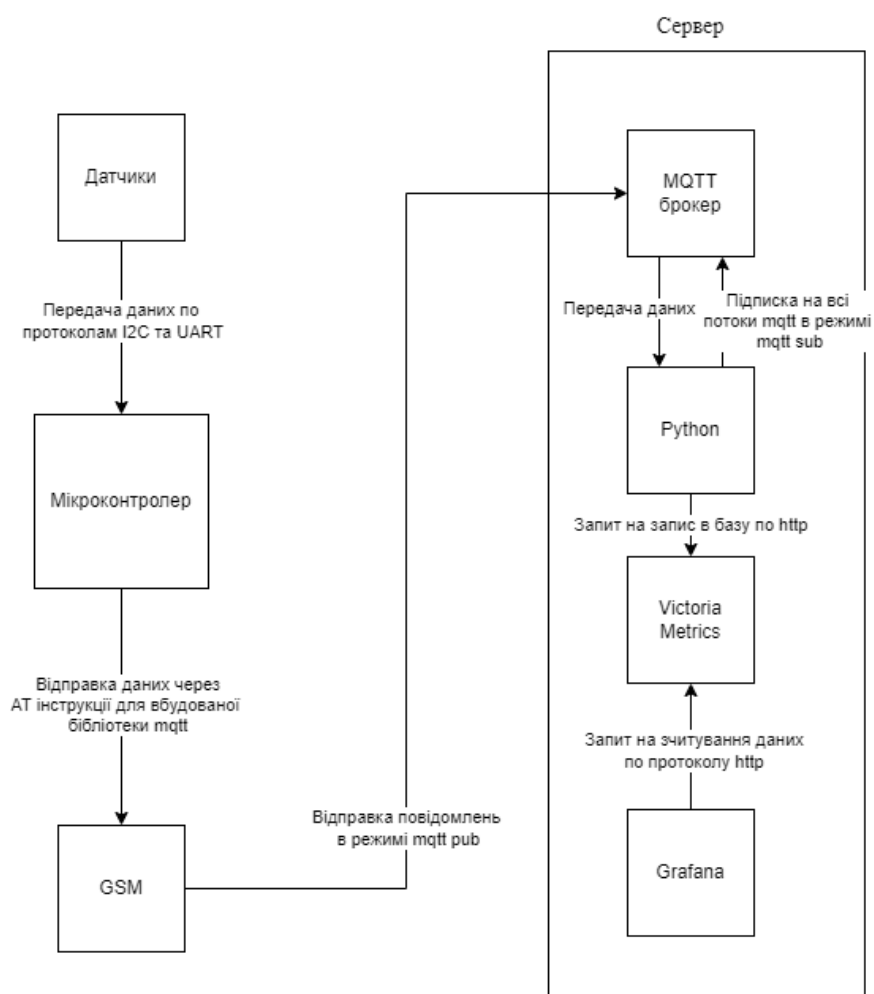 Сервер
Датчики
MQTT
брокер
Передача даних по
протоколам I2C та UART
Передача даних
Підписка на всі
потоки mqtt в режимі
mqtt sub
Мікроконтролер
Python
Запит на запис в базу по http
Victoria
Metrics
Відправка даних через
АТ інструкції для вбудованої
бібліотеки mqtt
Запит на зчитування даних
по протоколу http
Відправка повідомлень
в режимі mqtt pub
GSM
Grafana